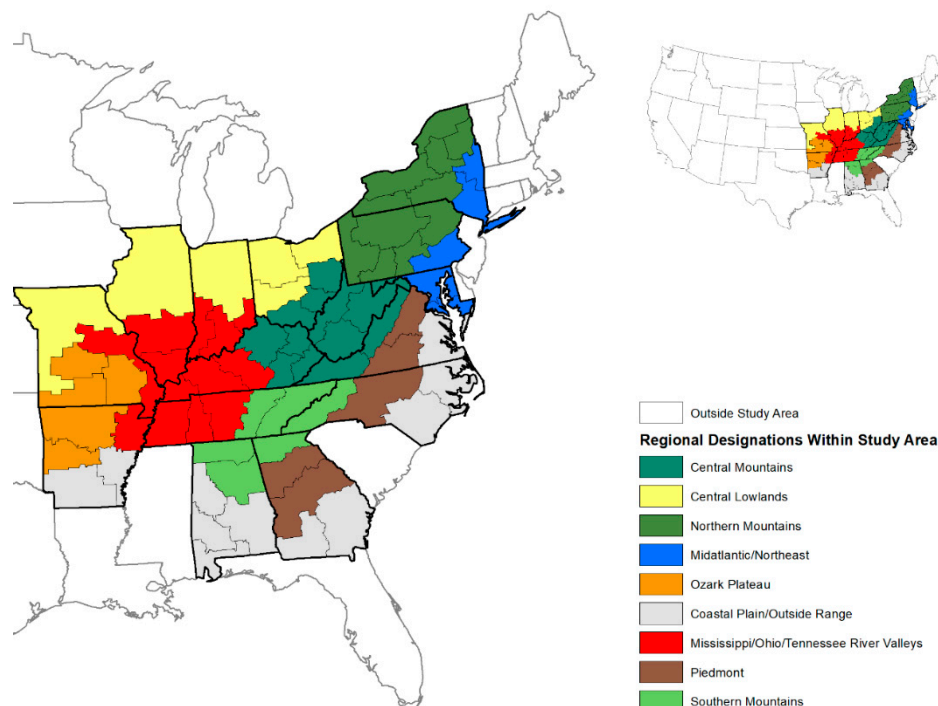 Outside Study Area
Regional Designations Within Study Area
Central Mountains
Central Lowlands
Northern Mountains
Midatlantic/Northeast
Ozark Plateau
Coastal Plain/Outside Range
Mississippi/Ohio/Tennessee River Valleys
Piedmont
Southern Mountains